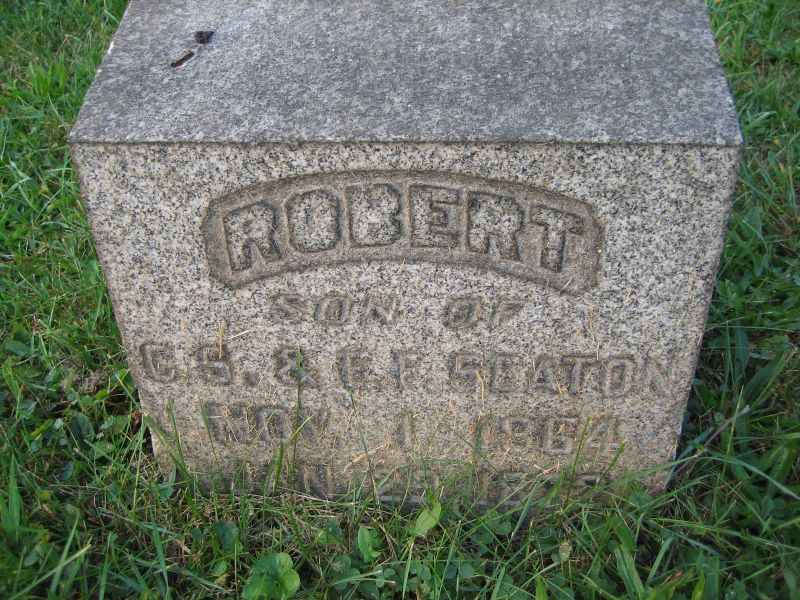 ROBERT
SON OF
C. S. & E. F. SEATON
NOV. 1, 1864